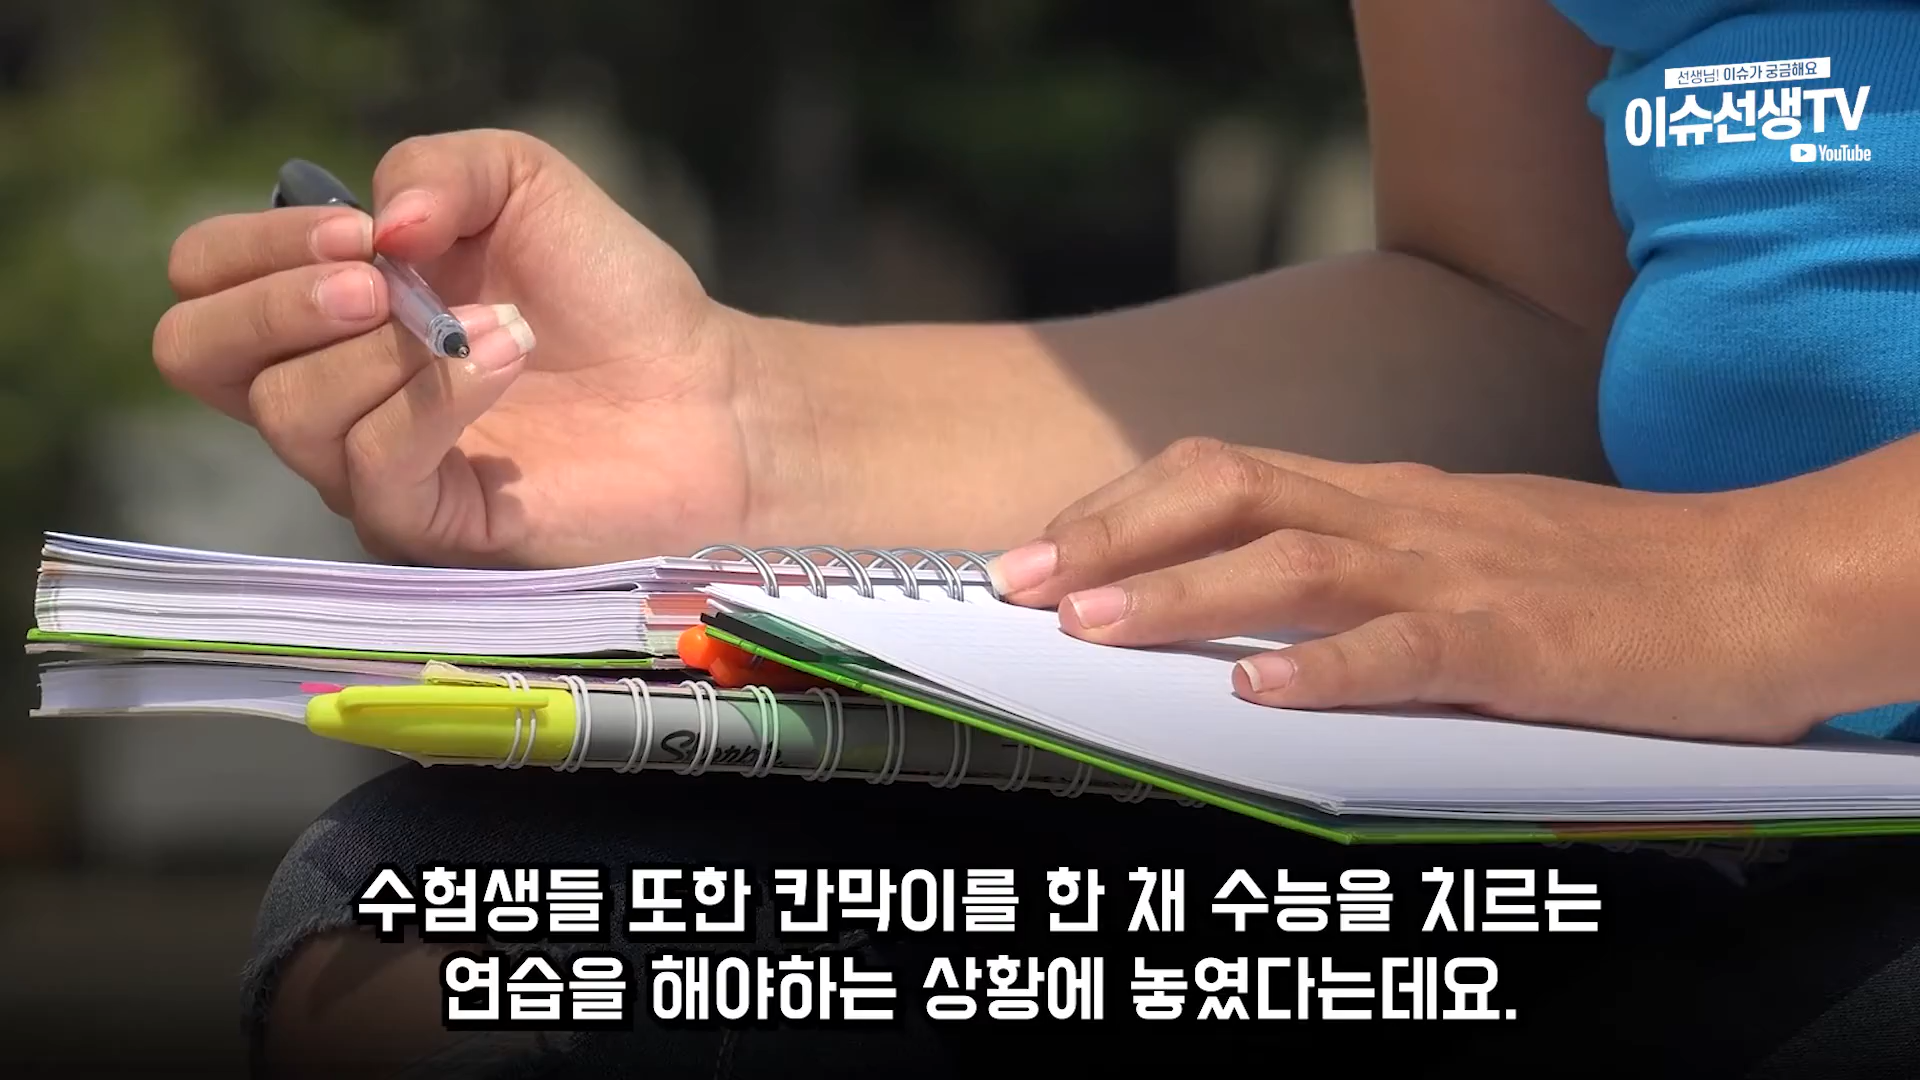 선생님! 이슈가 궁금해요
이슈선생TV
YouTube
Sharpie
수험생들 또한 칸막이를 한 채 수능을 치르는
연습을 해야하는 상황에 놓였다는데요.